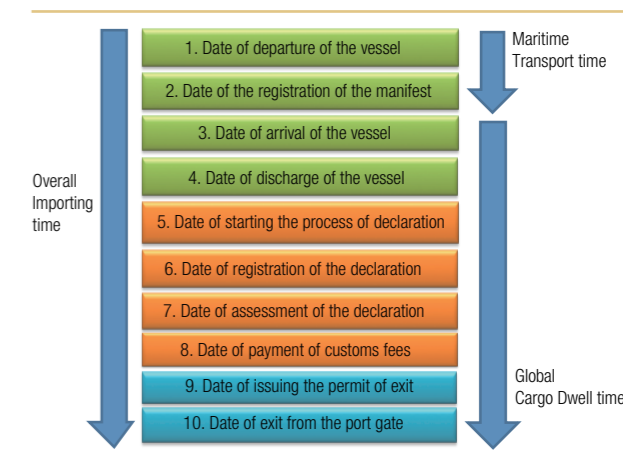 Overall
Importing
time
1. Date of departure of the vessel
2. Date of the registration of the manifest
3. Date of arrival of the vessel
4. Date of discharge of the vessel
5. Date of starting the process of declaration
6. Date of registration of the declaration
7. Date of assessment of the declaration
8. Date of payment of customs fees
9. Date of issuing the permit of exit
10. Date of exit from the port gate
Maritime
Transport time
Global
Cargo Dwell time